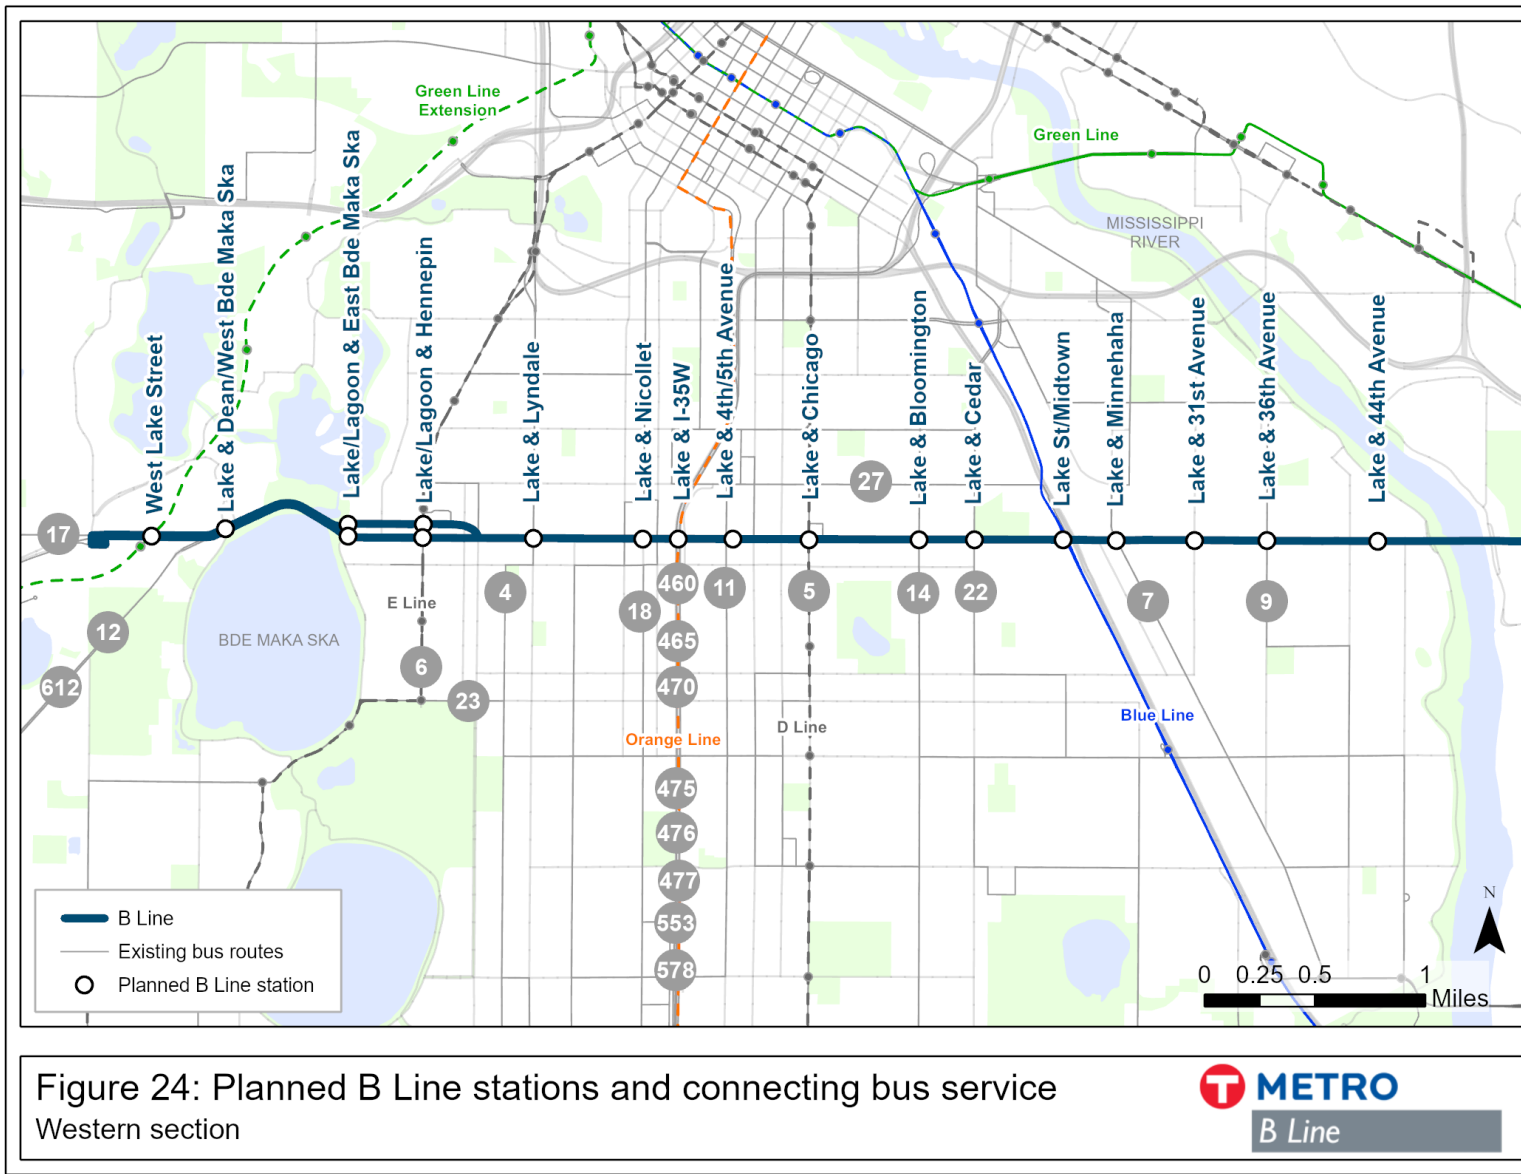 Green Line
Extension
Green Line
MISSISSIPPI
RIVER
West Lake Street
Lake & Dean/West Bde Maka Ska
Lake/Lagoon & East Bde Maka Ska
Lake/Lagoon & Hennepin
Lake & Lyndale
Lake & Nicollet
Lake & I-35W
Lake & 4th/5th Avenue
Lake & Chicago
Lake & Bloomington
Lake & Cedar
Lake St/Midtown
Lake & Minnehaha
Lake & 31st Avenue
Lake & 36th Avenue
Lake & 44th Avenue
27
17
460
11
5
14
22
7
9
4
18
E Line
12
BDE MAKA SKA
465
6
612
23
470
Orange Line
D Line
Blue Line
475
476
477
553
578
B Line
Existing bus routes
Planned B Line station
N
0 0.25 0.5 1
Miles
Figure 24: Planned B Line stations and connecting bus service
Western section
T METRO
B Line